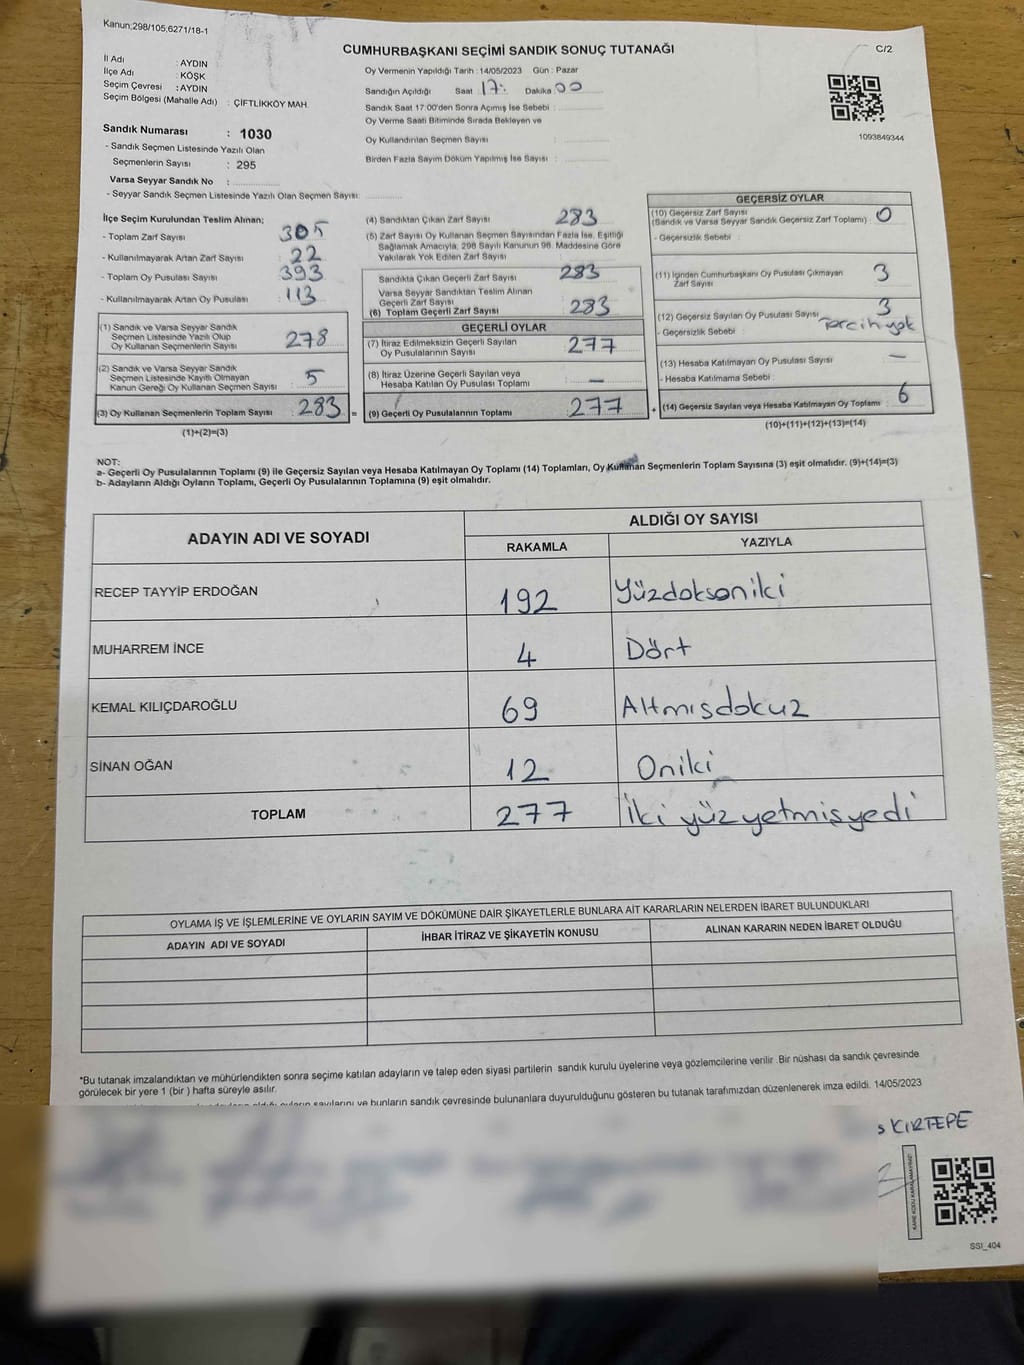 Kanun;298/105,6271/18-1
CUMHURBAŞKANI SEÇİMİ SANDIK SONUÇ TUTANAĞI
C/2
İl Adı : AYDIN
İlçe Adı : KÖŞK
Seçim Çevresi : AYDIN
Seçim Bölgesi (Mahalle Adı) : ÇİFTLİKKÖY MAH.
Sandık Numarası : 1030
- Sandık Seçmen Listesinde Yazılı Olan
Seçmenlerin Sayısı : 295
Varsa Seyyar Sandık No :
- Seyyar Sandık Seçmen Listesinde Yazılı Olan Seçmen Sayısı:
Oy Vermenin Yapıldığı Tarih : 14/05/2023 Gün : Pazar
Sandığın Açıldığı Saat : 17: Dakika 00
Sandık Saat 17:00'den Sonra Açımış İse Sebebi :
Oy Verme Saati Bitiminde Sırada Bekleyen ve
Oy Kullandırılan Seçmen Sayısı :
Birden Fazla Sayım Döküm Yapılmış İse Sayısı :
1093849344
İlçe Seçim Kurulundan Teslim Alınan;
- Toplam Zarf Sayısı : 305
- Kullanılmayarak Artan Zarf Sayısı : 22
- Toplam Oy Pusulası Sayısı : 393
- Kullanılmayarak Artan Oy Pusulası : 113
(1) Sandık ve Varsa Seyyar Sandık
Seçmen Listesinde Yazılı Olup
Oy Kullanan Seçmenlerin Sayısı : 278
(2) Sandık ve Varsa Seyyar Sandık
Seçmen Listesinde Kayıtlı Olmayan
Kanun Gereği Oy Kullanan Seçmen Sayısı : 5
(3) Oy Kullanan Seçmenlerin Toplam Sayısı : 283 =
(1)+(2)=(3)
(4) Sandıktan Çıkan Zarf Sayısı : 283
(5) Zarf Sayısı Oy Kullanan Seçmen Sayısından Fazla İse, Eşitliği
Sağlamak Amacıyla, 298 Sayılı Kanunun 98. Maddesine Göre
Yakılarak Yok Edilen Zarf Sayısı :
Sandıkta Çıkan Geçerli Zarf Sayısı : 283
Varsa Seyyar Sandıktan Teslim Alınan
Geçerli Zarf Sayısı :
(6) Toplam Geçerli Zarf Sayısı : 283
GEÇERLİ OYLAR
(7) İtiraz Edilmeksizin Geçerli Sayılan
Oy Pusulalarının Sayısı : 277
(8) İtiraz Üzerine Geçerli Sayılan veya
Hesaba Katılan Oy Pusulası Toplamı : —
(9) Geçerli Oy Pusulalarının Toplamı : 277 +
GEÇERSİZ OYLAR
(10) Geçersiz Zarf Sayısı
(Sandık ve Varsa Seyyar Sandık Geçersiz Zarf Toplamı) : 0
- Geçersizlik Sebebi :
(11) İçinden Cumhurbaşkanı Oy Pusulası Çıkmayan
Zarf Sayısı : 3
(12) Geçersiz Sayılan Oy Pusulası Sayısı : 3
- Geçersizlik Sebebi : Tercih yok
(13) Hesaba Katılmayan Oy Pusulası Sayısı : —
- Hesaba Katılmama Sebebi :
(14) Geçersiz Sayılan veya Hesaba Katılmayan Oy Toplamı : 6
(10)+(11)+(12)+(13)=(14)
NOT:
a- Geçerli Oy Pusulalarının Toplamı (9) ile Geçersiz Sayılan veya Hesaba Katılmayan Oy Toplamı (14) Toplamları, Oy Kullanan Seçmenlerin Toplam Sayısına (3) eşit olmalıdır. (9)+(14)=(3)
b- Adayların Aldığı Oyların Toplamı, Geçerli Oy Pusulalarının Toplamına (9) eşit olmalıdır.
ADAYIN ADI VE SOYADI
ALDIĞI OY SAYISI
RAKAMLA YAZIYLA
RECEP TAYYİP ERDOĞAN 192 Yüzdoksaniki
MUHARREM İNCE 4 Dört
KEMAL KILIÇDAROĞLU 69 Altmışdokuz
SİNAN OĞAN 12 Oniki
TOPLAM 277 İki yüz yetmişyedi
OYLAMA İŞ VE İŞLEMLERİNE VE OYLARIN SAYIM VE DÖKÜMÜNE DAİR ŞİKAYETLERLE BUNLARA AİT KARARLARIN NELERDEN İBARET BULUNDUKLARI
ADAYIN ADI VE SOYADI İHBAR İTİRAZ VE ŞİKAYETİN KONUSU ALINAN KARARIN NEDEN İBARET OLDUĞU
*Bu tutanak imzalandıktan ve mühürlendikten sonra seçime katılan adayların ve talep eden siyasi partilerin sandık kurulu üyelerine veya gözlemcilerine verilir .Bir nüshası da sandık çevresinde
görülecek bir yere 1 (bir ) hafta süreyle asılır.
oyların sayılarını ve bunların sandık çevresinde bulunanlara duyurulduğunu gösteren bu tutanak tarafımızdan düzenlenerek imza edildi. 14/05/2023
s KIRTEPE
KARE KODU KARALAMAYINIZ!
SSI_404